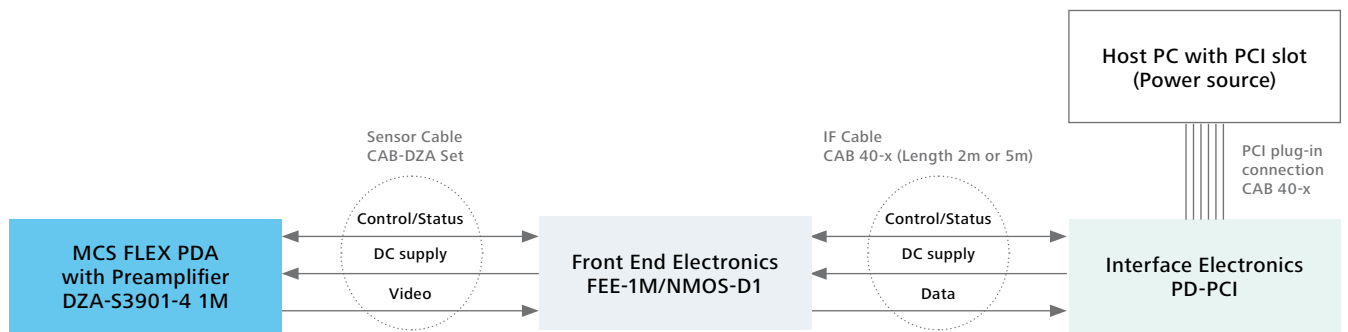 Host PC with PCI slot
(Power source)
Sensor Cable
CAB-DZA Set
IF Cable
CAB 40-x (Length 2m or 5m)
PCI plug-in
connection
CAB 40-x
MCS FLEX PDA
with Preamplifier
DZA-S3901-4 1M
Control/Status
DC supply
Video
Front End Electronics
FEE-1M/NMOS-D1
Control/Status
DC supply
Data
Interface Electronics
PD-PCI